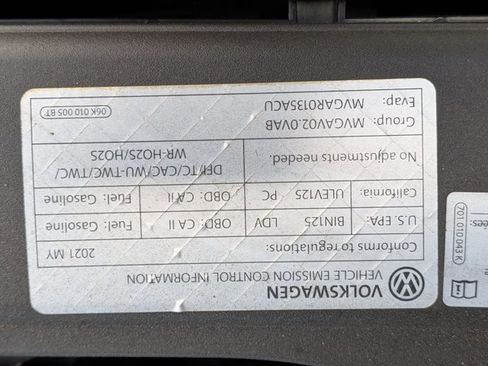 VOLKSWAGEN
VEHICLE EMISSION CONTROL INFORMATION
Conforms to regulations: 2021 MY
U.S. EPA: BIN125 LDV OBD: CA II Fuel: Gasoline
California: ULEV125 PC OBD: CA II Fuel: Gasoline
No adjustments needed. DFI/TC/CAC/WU-TWC/TWC/
WR-HO2S/HO2S
Group: MVGAV02.0VAB
Evap: MVGAR0135ACU
06K 010 005 BT
701 010 043 K